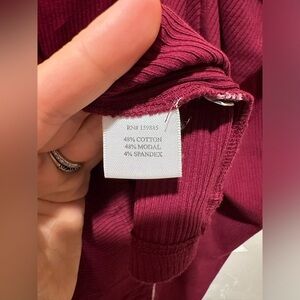 RN# 159885
48% COTTON
48% MODAL
4% SPANDEX